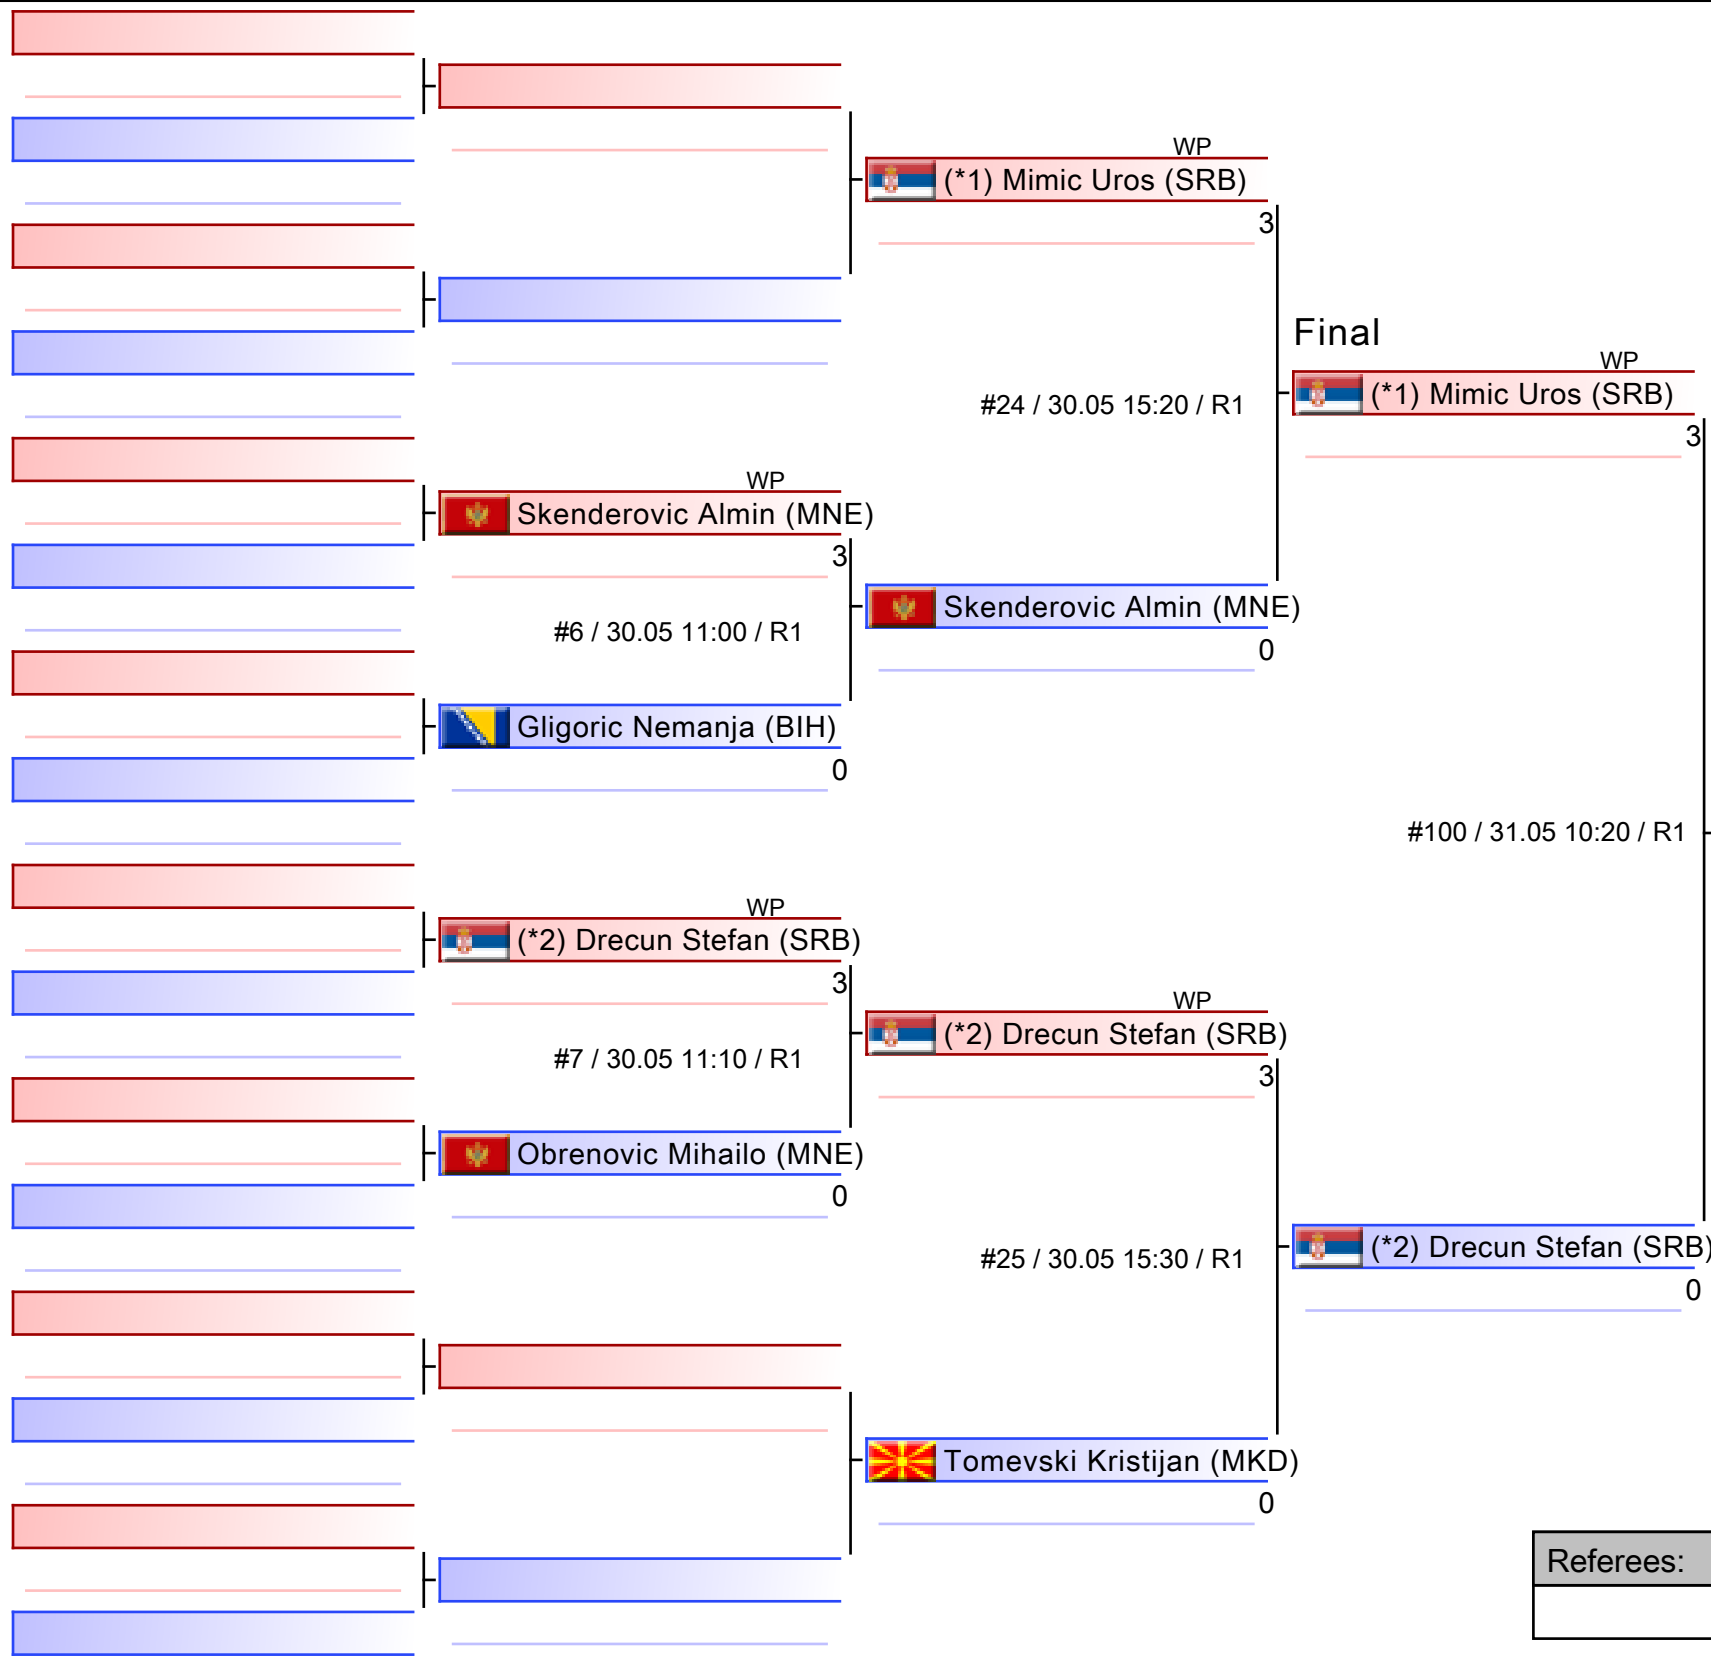 WP
(*1) Mimic Uros (SRB)
3
Final
WP
(*1) Mimic Uros (SRB)
#24 / 30.05 15:20 / R1
3
WP
Skenderovic Almin (MNE)
3
Skenderovic Almin (MNE)
#6 / 30.05 11:00 / R1
0
Gligoric Nemanja (BIH)
0
#100 / 31.05 10:20 / R1
WP
(*2) Drecun Stefan (SRB)
3
WP
(*2) Drecun Stefan (SRB)
#7 / 30.05 11:10 / R1
3
Obrenovic Mihailo (MNE)
0
(*2) Drecun Stefan (SRB)
#25 / 30.05 15:30 / R1
0
Tomevski Kristijan (MKD)
0
Referees: